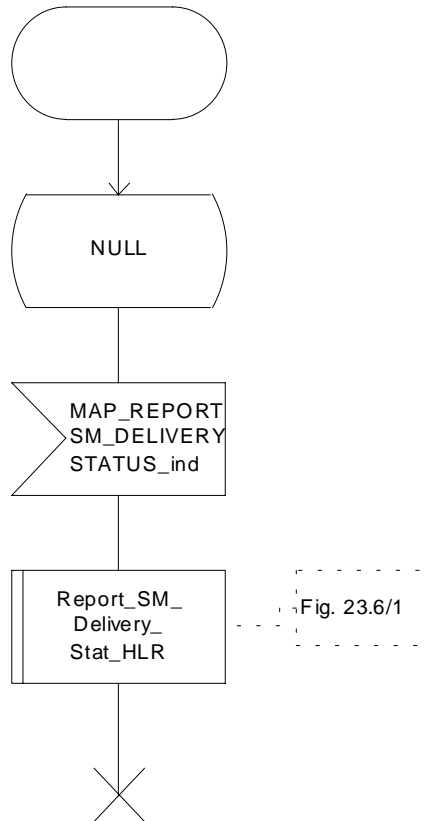 NULL
MAP_REPORT
SM_DELIVERY
STATUS_ind
Report_SM_
Delivery_
Stat_HLR
Fig. 23.6/1